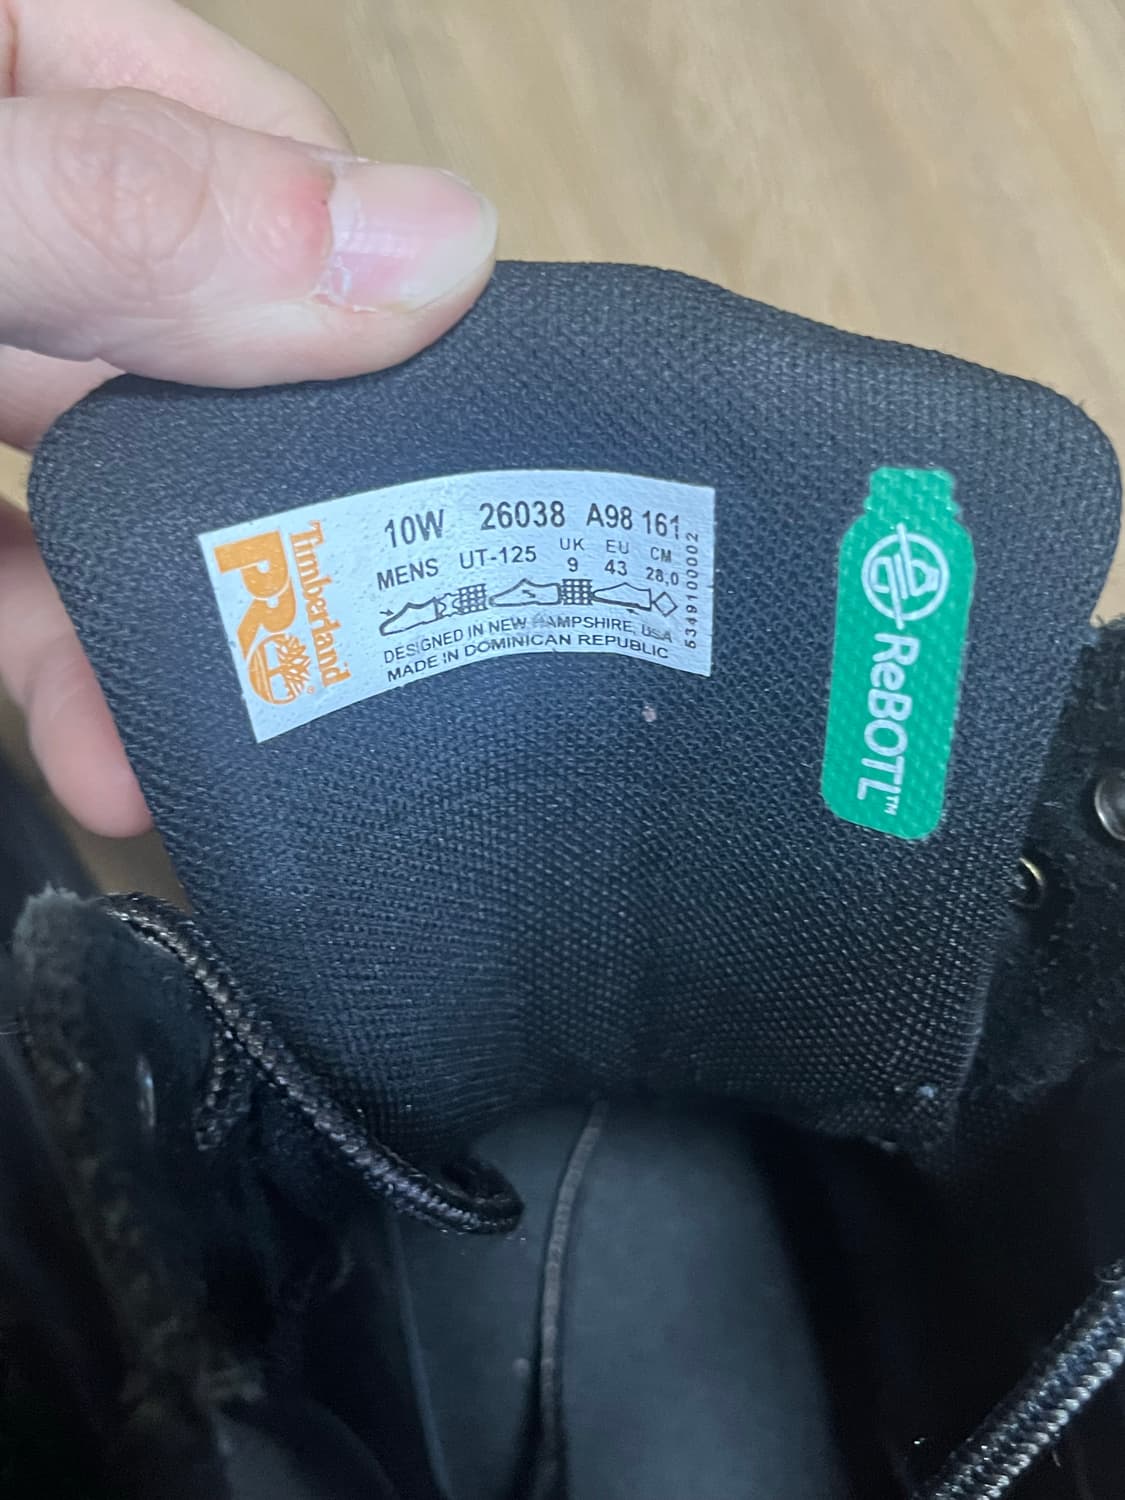 Timberland
PRO®
10W 26038 A98 161
MENS UT-125 UK 9 EU 43 CM 28,0
DESIGNED IN NEW HAMPSHIRE, USA
MADE IN DOMINICAN REPUBLIC
534910002
ReBOTL™